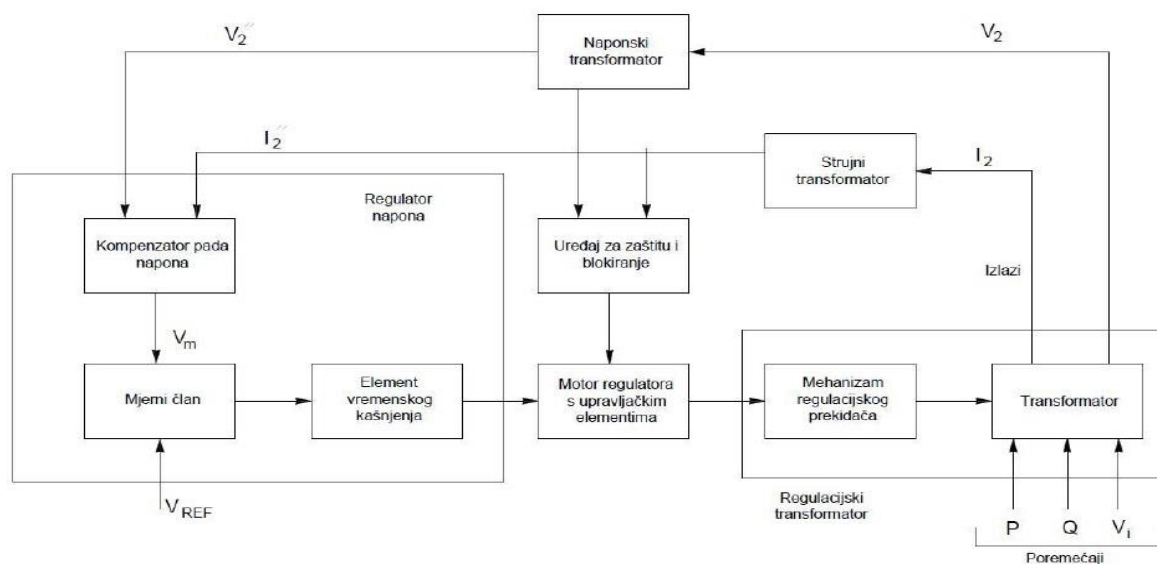 V2′′
Naponski
transformator
V2
I2′′
Strujni
transformator
I2
Regulator
napona
Kompenzator pada
napona
Uređaj za zaštitu i
blokiranje
Izlazi
Vm
Mjerni član
Element
vremenskog
kašnjenja
Motor regulatora
s upravljačkim
elementima
Mehanizam
regulacijskog
prekidača
Transformator
VREF
Regulacijski
transformator
P Q Vi
Poremećaji